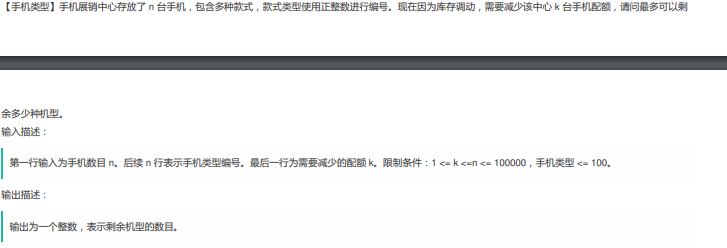 【手机类型】手机展销中心存放了 n 台手机，包含多种款式，款式类型使用正整数进行编号。现在因为库存调动，需要减少该中心 k 台手机配额，请问最多可以剩
余多少种机型。
输入描述：
第一行输入为手机数目 n。后续 n 行表示手机类型编号。最后一行为需要减少的配额 k。限制条件：1 <= k <=n <= 100000，手机类型 <= 100。
输出描述：
输出为一个整数，表示剩余机型的数目。